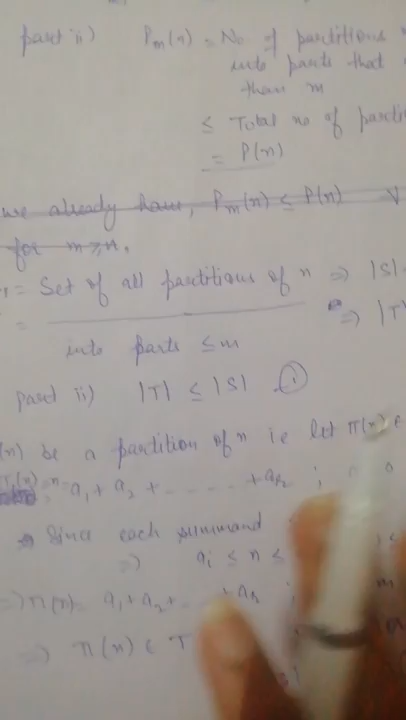 part ii) Pm(n) = No of partitions
into parts that
than m
≤ Total no of partiti
= P(n)
we already have, Pm(n) ≤ P(n) ∀
for m ≥ n.
= Set of all partitions of n ⇒ |S|
= into parts ≤ m ⇒ |T|
part ii) |T| ≤ |S| ①
(n) be a partition of n i.e let π(n) ∈
= a1 + a2 + ...... + ak ;
Since each summand
⇒ ai ≤ n ≤
⇒ π(n) = a1 + a2 + + ak
⇒ π(n) ∈ T